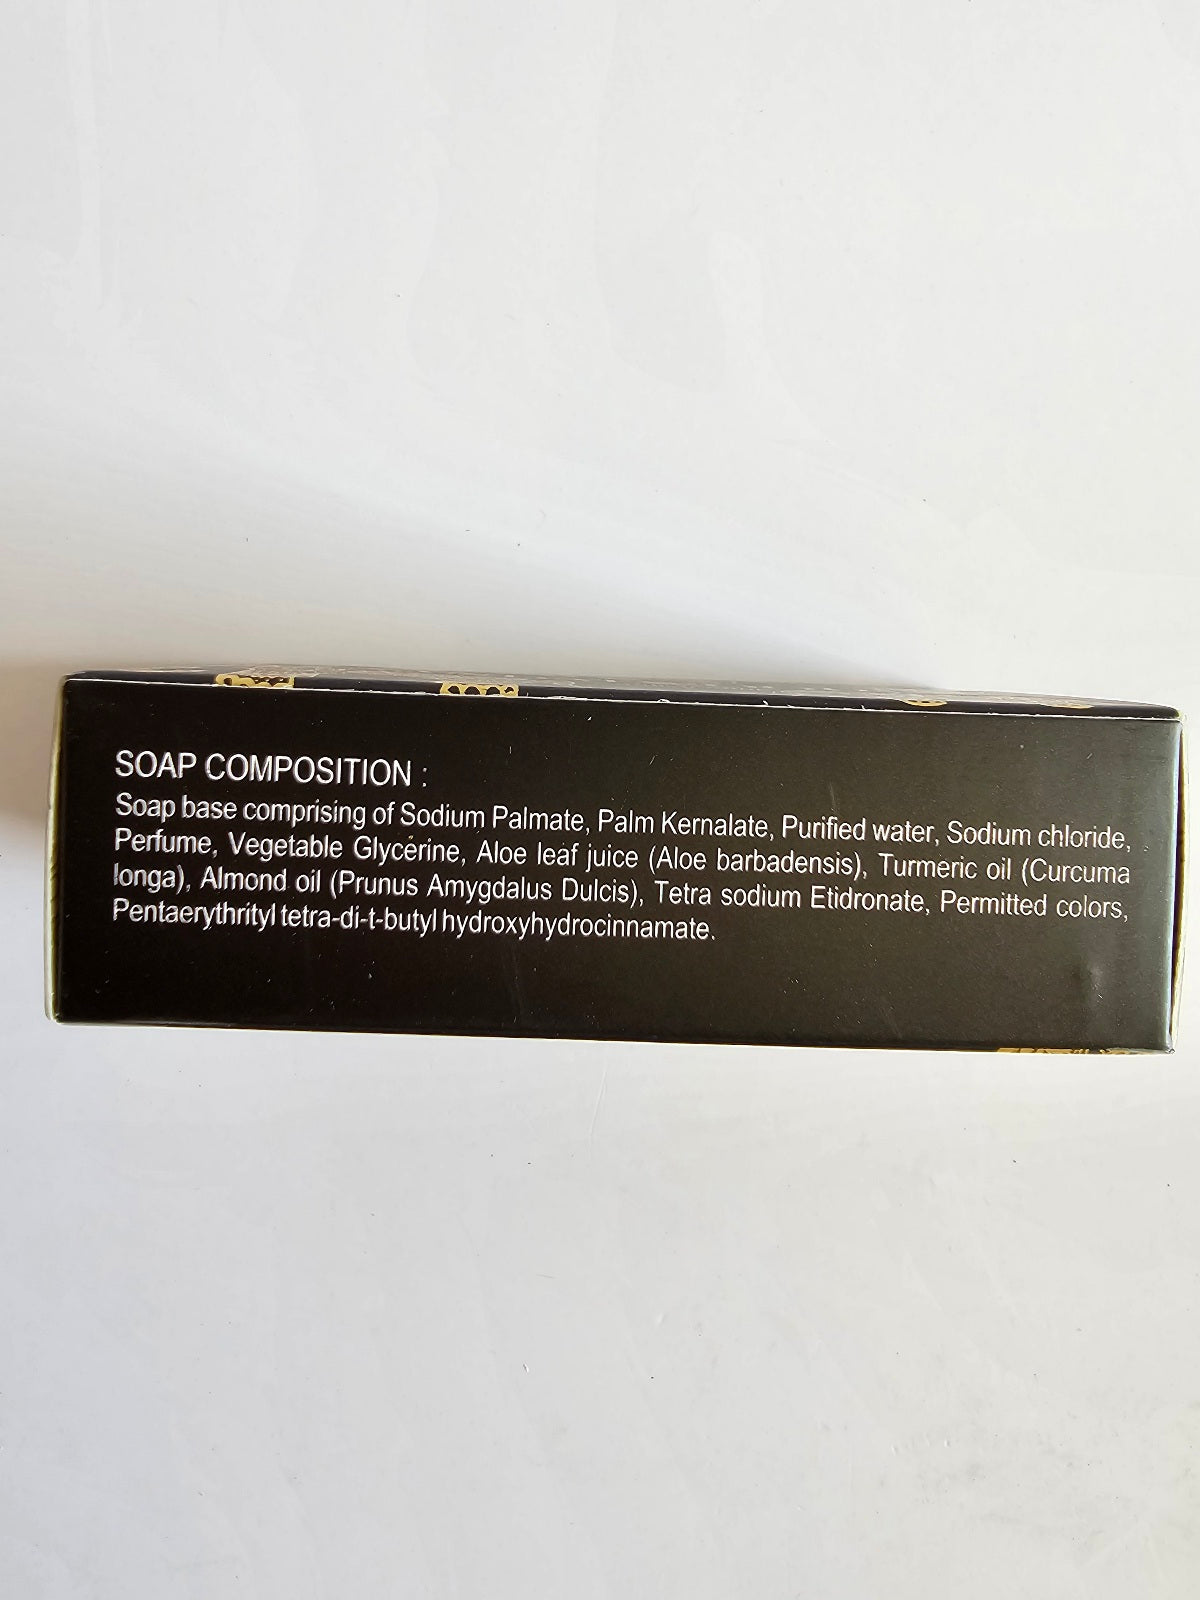 SOAP COMPOSITION :
Soap base comprising of Sodium Palmate, Palm Kernalate, Purified water, Sodium chloride,
Perfume, Vegetable Glycerine, Aloe leaf juice (Aloe barbadensis), Turmeric oil (Curcuma
longa), Almond oil (Prunus Amygdalus Dulcis), Tetra sodium Etidronate, Permitted colors,
Pentaerythrityl tetra-di-t-butyl hydroxyhydrocinnamate.